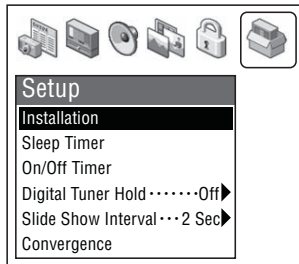 Setup
Installation
Sleep Timer
On/Off Timer
Digital Tuner Hold ·······Off
Slide Show Interval ···2 Sec
Convergence